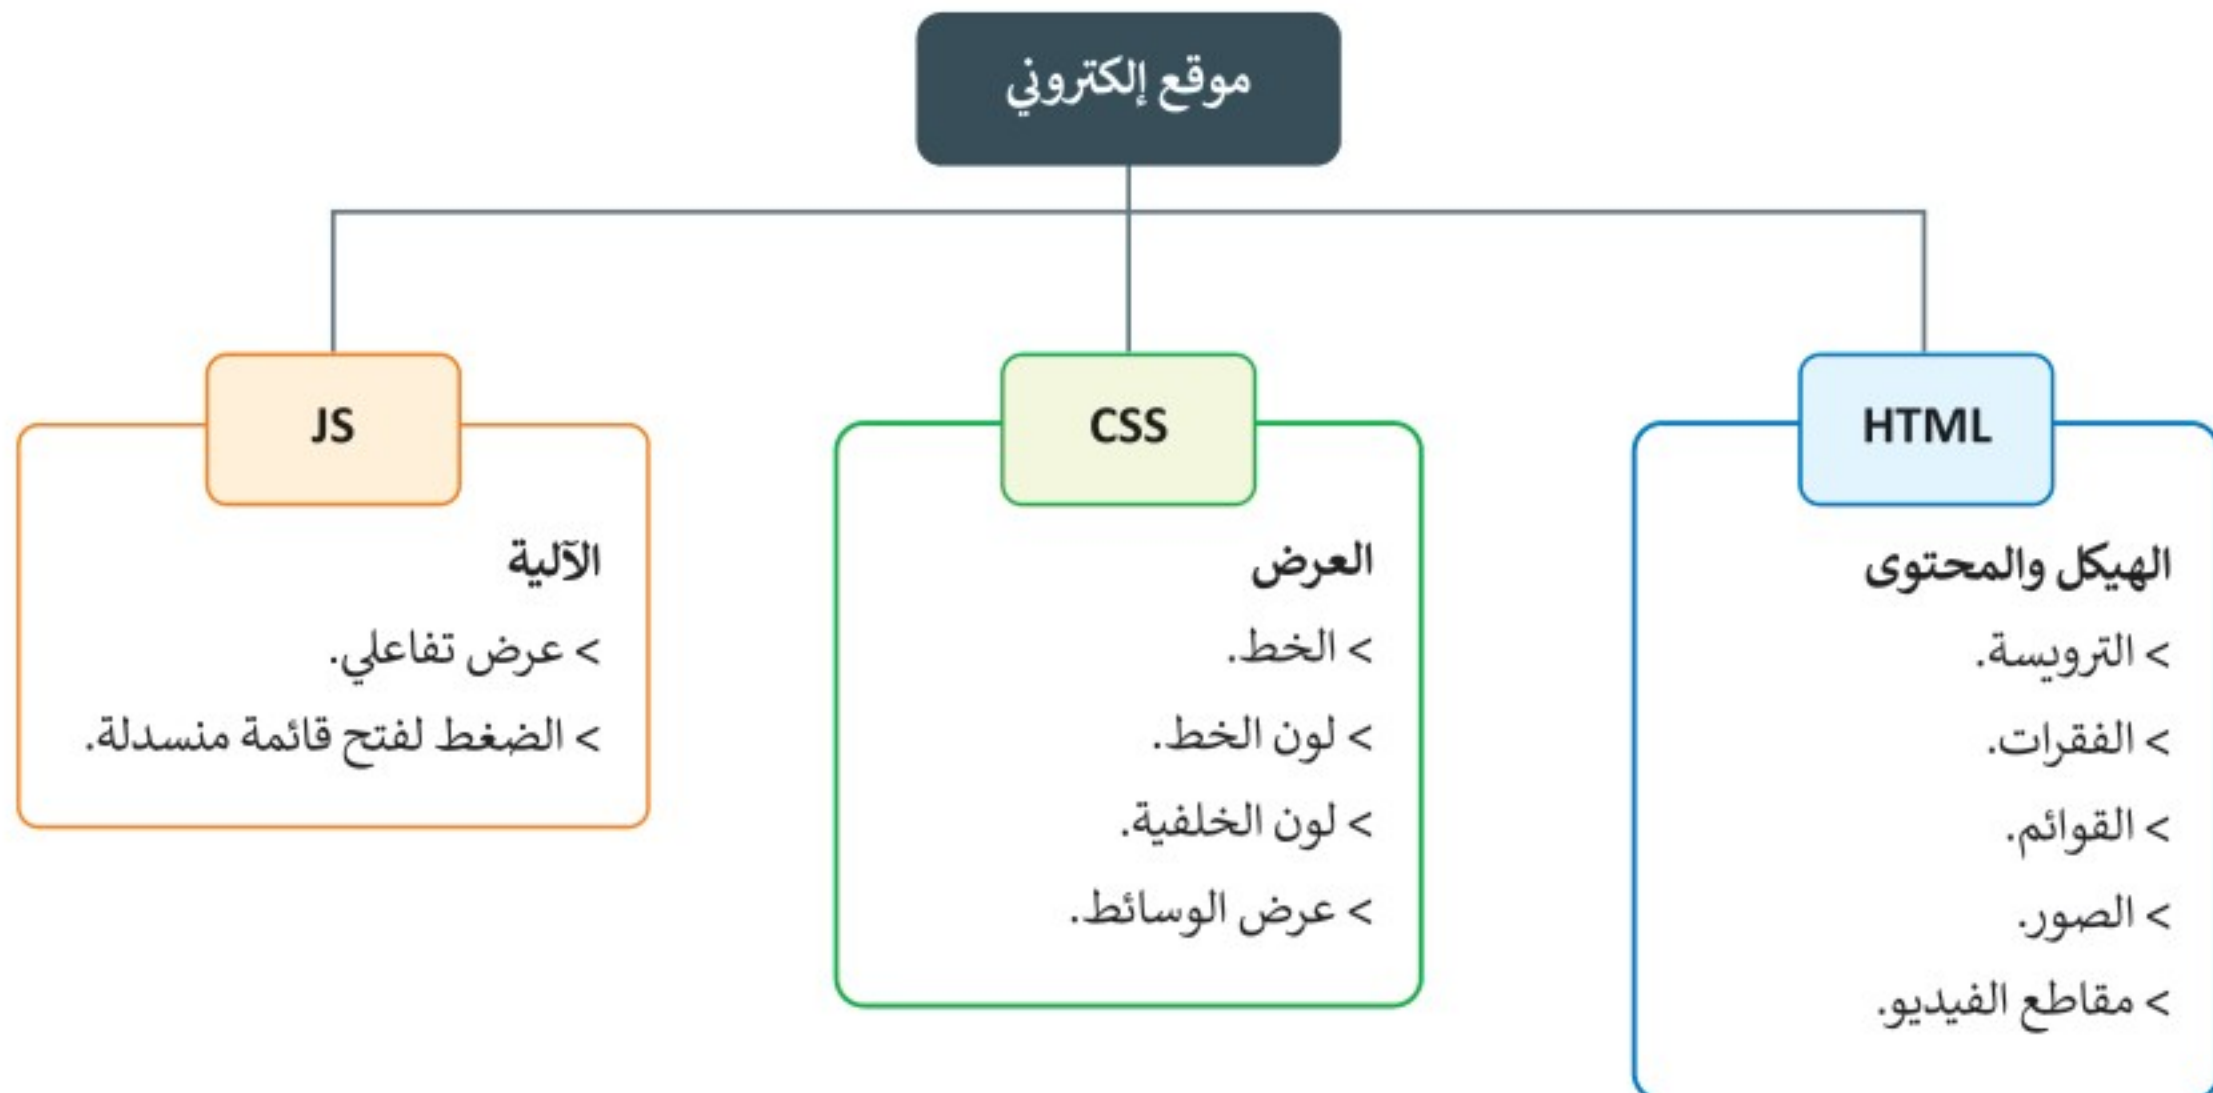 موقع إلكتروني
HTML
الهيكل والمحتوى
> الترويسة.
> الفقرات.
> القوائم.
> الصور.
> مقاطع الفيديو.
CSS
العرض
> الخط.
> لون الخط.
> لون الخلفية.
> عرض الوسائط.
JS
الآلية
> عرض تفاعلي.
> الضغط لفتح قائمة منسدلة.